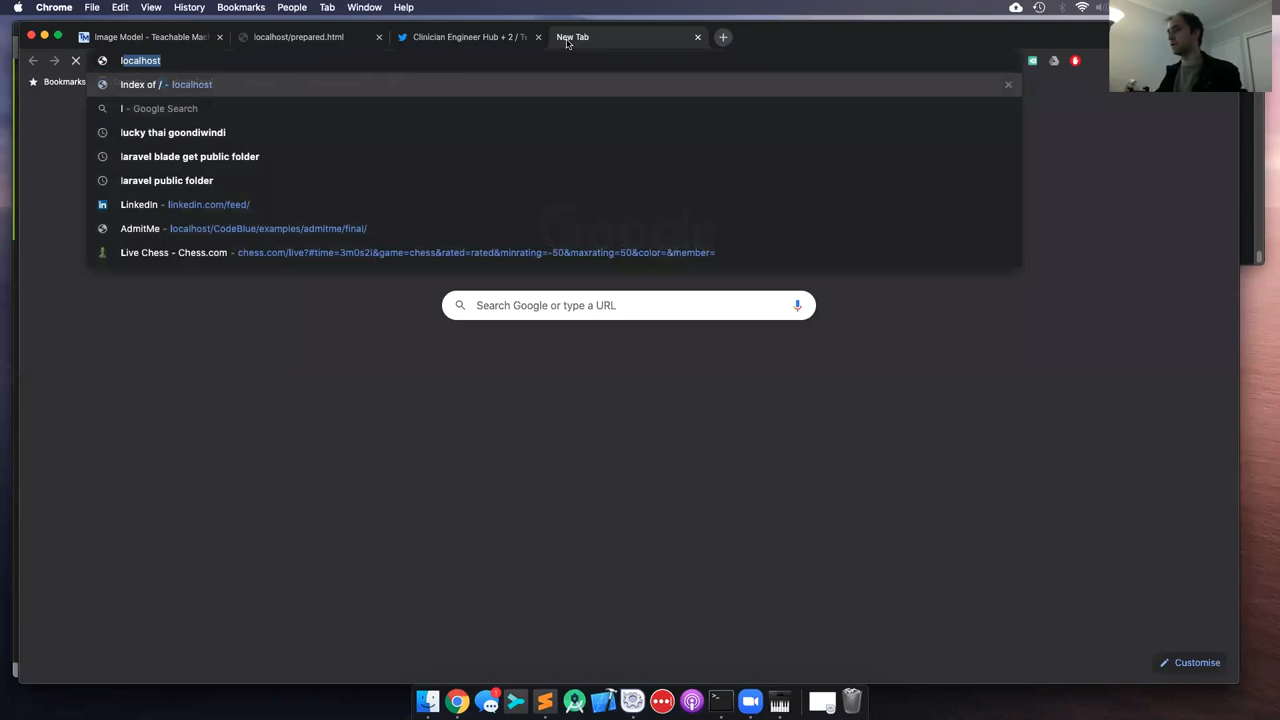 Chrome File Edit View History Bookmarks People Tab Window Help
Image Model - Teachable Mac
localhost/prepared.html
Clinician Engineer Hub + 2 / Tw
New Tab
localhost
Bookmarks
Index of / - localhost
l - Google Search
lucky thai goondiwindi
laravel blade get public folder
laravel public folder
LinkedIn - linkedin.com/feed/
AdmitMe - localhost/CodeBlue/examples/admitme/final/
Live Chess - Chess.com - chess.com/live?#time=3m0s2i&game=chess&rated=rated&minrating=-50&maxrating=50&color=&member=
Google
Search Google or type a URL
Customise
1